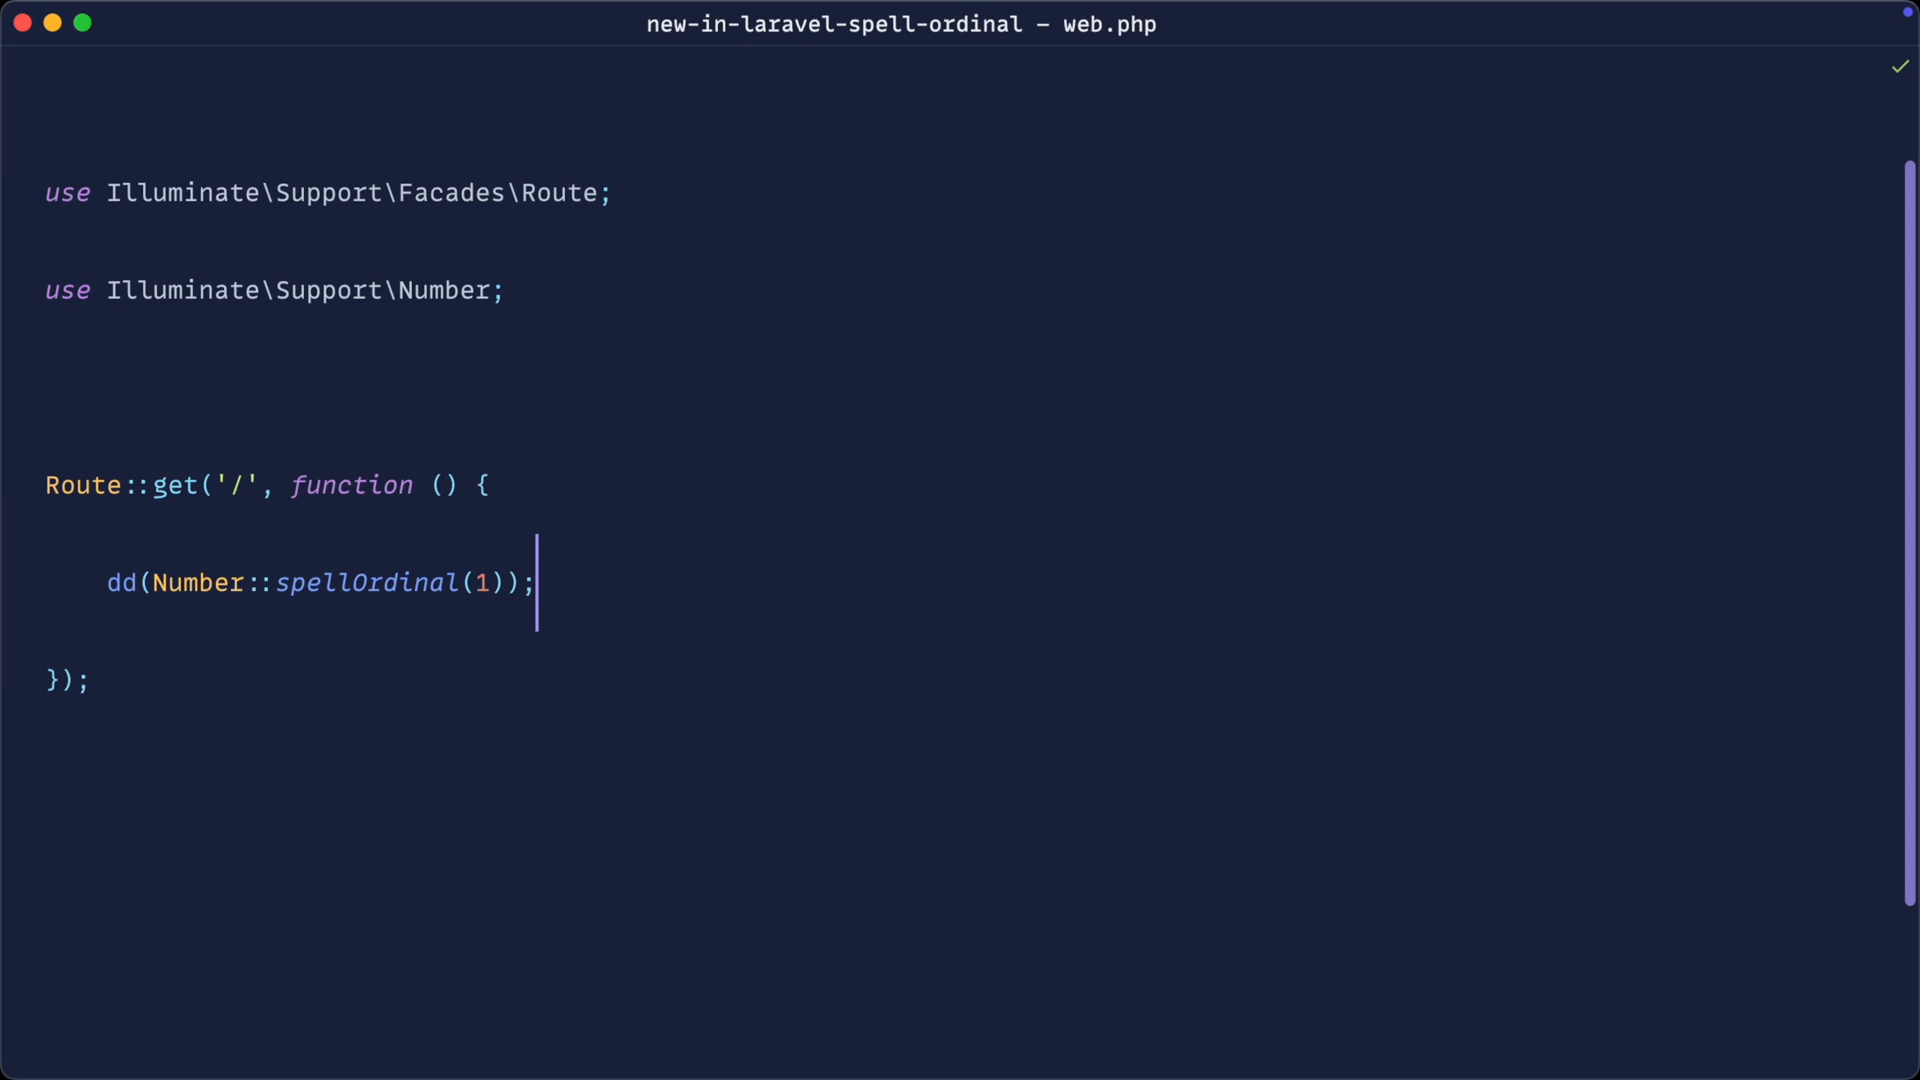 new-in-laravel-spell-ordinal – web.php
use Illuminate\Support\Facades\Route;
use Illuminate\Support\Number;
Route::get('/', function () {
dd(Number::spellOrdinal(1));
});